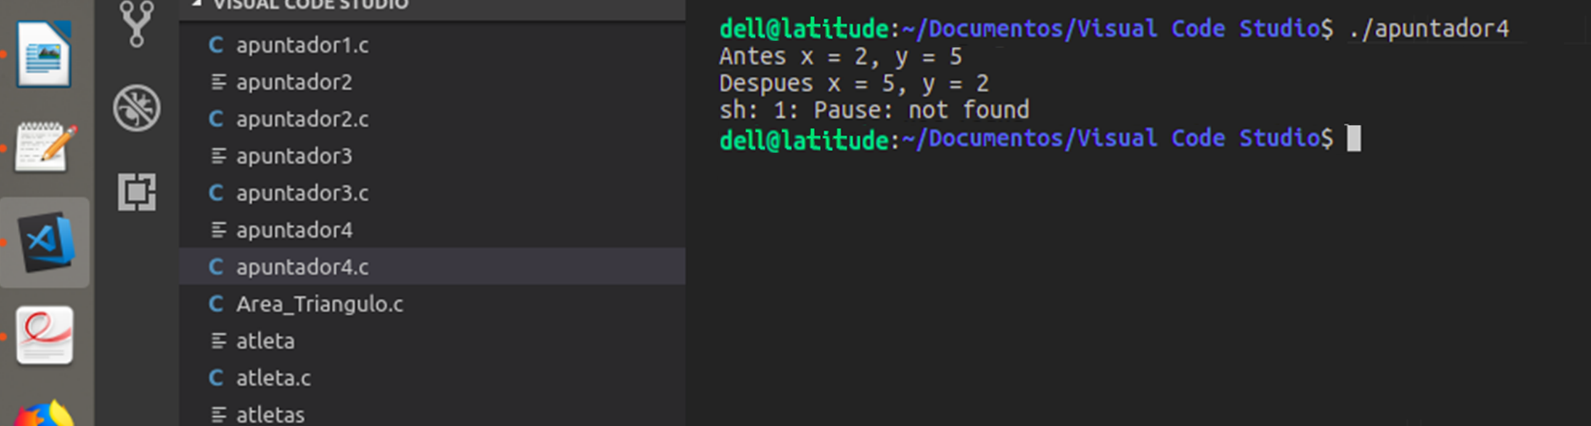 VISUAL CODE STUDIO
C apuntador1.c
apuntador2
C apuntador2.c
apuntador3
C apuntador3.c
apuntador4
C apuntador4.c
C Area_Triangulo.c
atleta
C atleta.c
atletas
dell@latitude:~/Documentos/Visual Code Studio$ ./apuntador4
Antes x = 2, y = 5
Despues x = 5, y = 2
sh: 1: Pause: not found
dell@latitude:~/Documentos/Visual Code Studio$